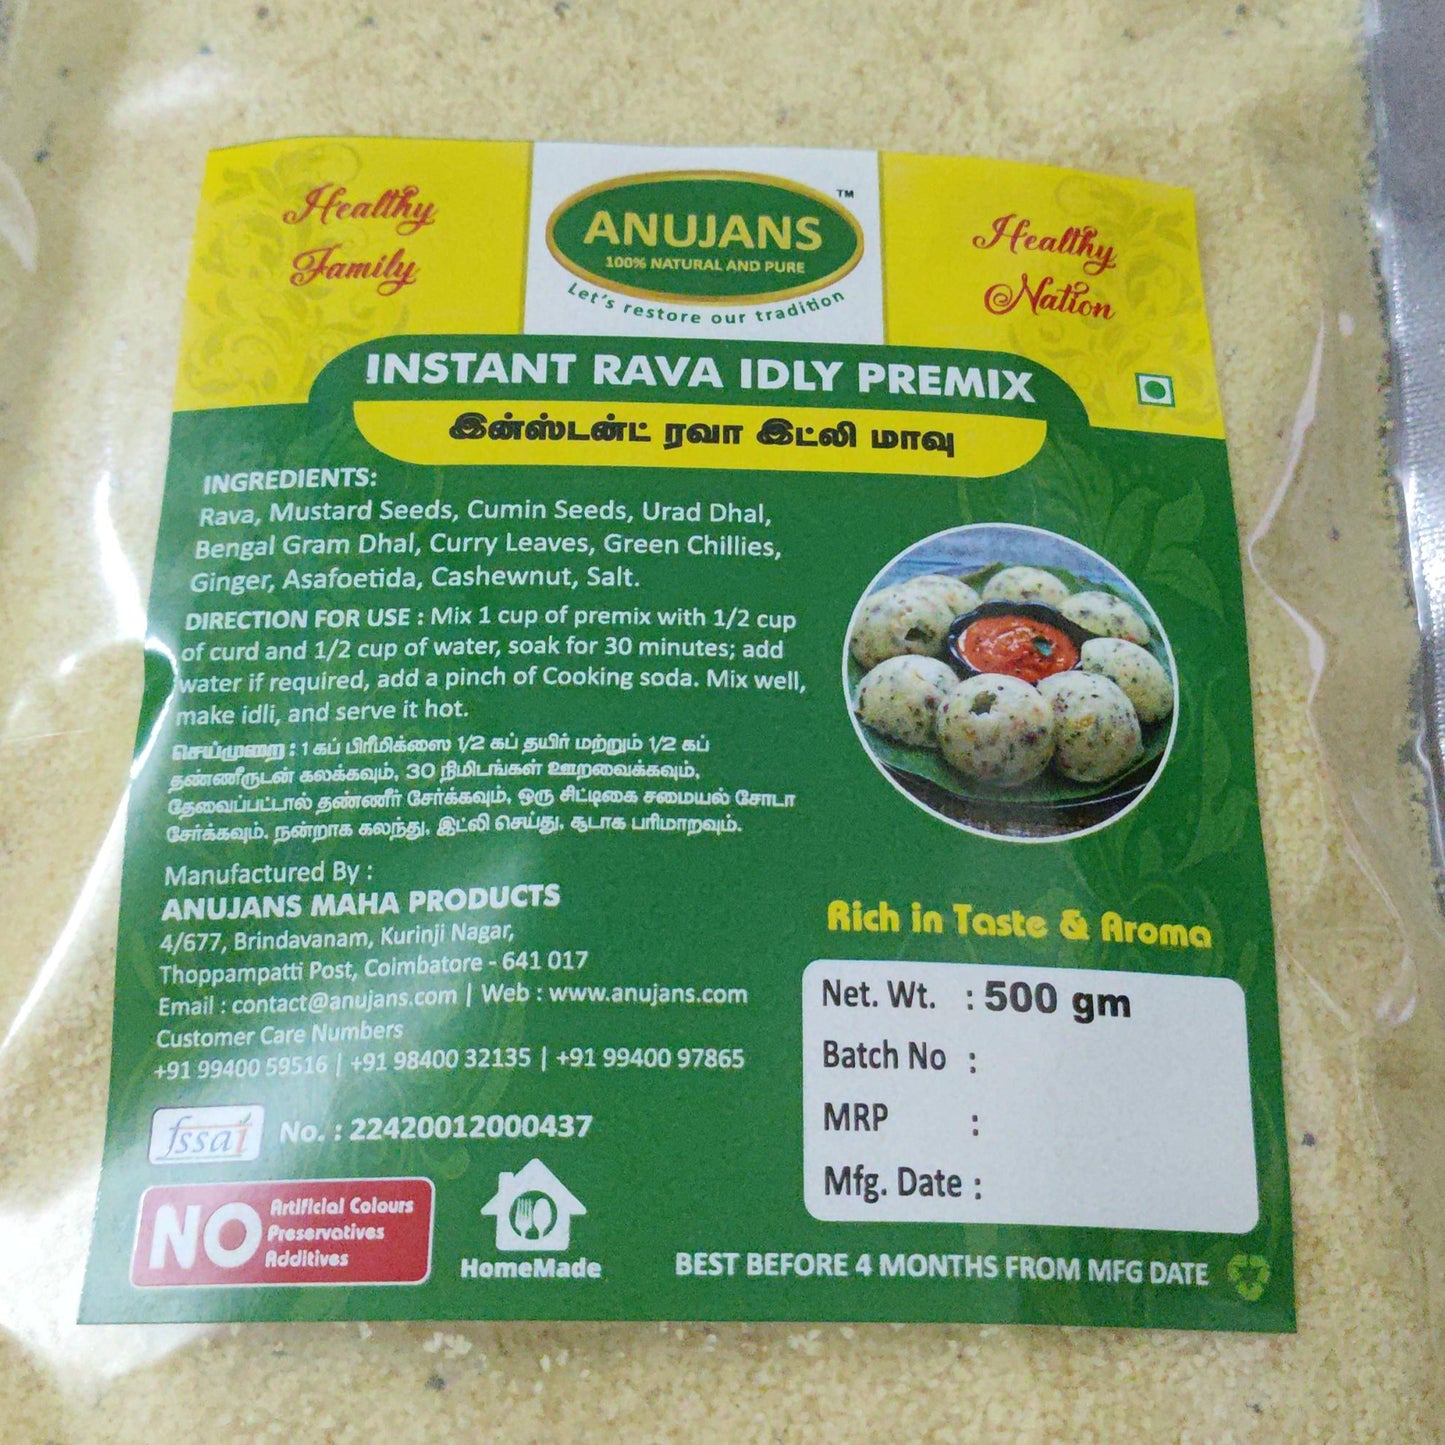 Healthy
Family
ANUJANS
TM
100% NATURAL AND PURE
Let's restore our tradition
Healthy
Nation
INSTANT RAVA IDLY PREMIX
இன்ஸ்டன்ட் ரவா இட்லி மாவு
INGREDIENTS:
Rava, Mustard Seeds, Cumin Seeds, Urad Dhal,
Bengal Gram Dhal, Curry Leaves, Green Chillies,
Ginger, Asafoetida, Cashewnut, Salt.
DIRECTION FOR USE : Mix 1 cup of premix with 1/2 cup
of curd and 1/2 cup of water, soak for 30 minutes; add
water if required, add a pinch of Cooking soda. Mix well,
make idli, and serve it hot.
செய்முறை : 1 கப் பிரீமிக்ஸை 1/2 கப் தயிர் மற்றும் 1/2 கப்
தண்ணீருடன் கலக்கவும், 30 நிமிடங்கள் ஊறவைக்கவும்,
தேவைப்பட்டால் தண்ணீர் சேர்க்கவும், ஒரு சிட்டிகை சமையல் சோடா
சேர்க்கவும். நன்றாக கலந்து, இட்லி செய்து, சூடாக பரிமாறவும்.
Manufactured By :
ANUJANS MAHA PRODUCTS
4/677, Brindavanam, Kurinji Nagar,
Thoppampatti Post, Coimbatore - 641 017
Email : contact@anujans.com | Web : www.anujans.com
Customer Care Numbers
+91 99400 59516 | +91 98400 32135 | +91 99400 97865
fssai No. : 22420012000437
NO Artificial Colours
Preservatives
Additives
HomeMade
Rich in Taste & Aroma
Net. Wt. : 500 gm
Batch No :
MRP :
Mfg. Date :
BEST BEFORE 4 MONTHS FROM MFG DATE